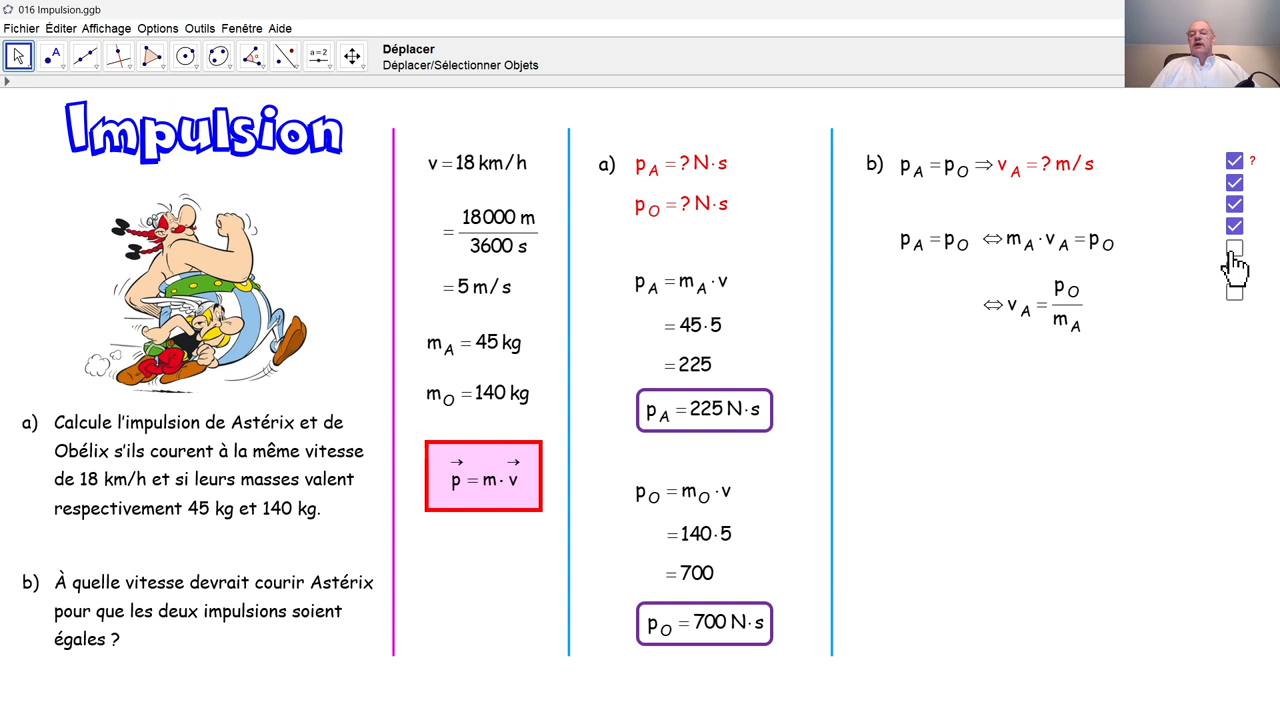 016 Impulsion.ggb
Fichier Éditer Affichage Options Outils Fenêtre Aide
A
a=2
Déplacer
Déplacer/Sélectionner Objets
Impulsion
a) Calcule l'impulsion de Astérix et de
Obélix s'ils courent à la même vitesse
de 18 km/h et si leurs masses valent
respectivement 45 kg et 140 kg.
b) À quelle vitesse devrait courir Astérix
pour que les deux impulsions soient
égales ?
v = 18 km/h
= 18000 m / 3600 s
= 5 m/s
m_A = 45 kg
m_O = 140 kg
p⃗ = m · v⃗
a) p_A = ? N·s
p_O = ? N·s
p_A = m_A · v
= 45·5
= 225
p_A = 225 N·s
p_O = m_O · v
= 140·5
= 700
p_O = 700 N·s
b) p_A = p_O ⇒ v_A = ? m/s
p_A = p_O ⇔ m_A · v_A = p_O
⇔ v_A = p_O / m_A
?